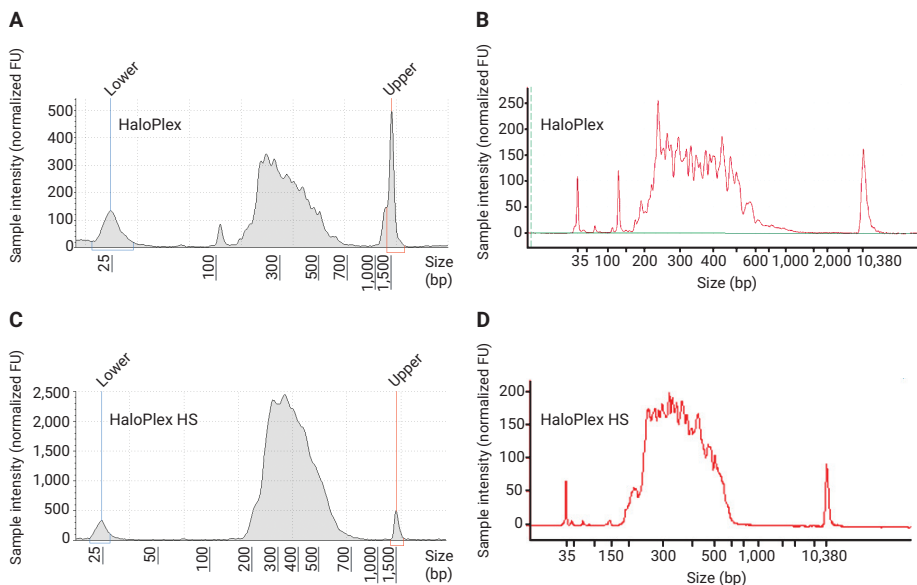 A
Sample intensity (normalized FU)
Lower
Upper
HaloPlex
500
400
300
200
100
0
25
100
300
500
700
1,000
1,500
Size
(bp)
B
Sample intensity (normalized FU)
HaloPlex
250
200
150
100
50
0
35 100 200 300 400 600 1,000 2,000 10,380
Size (bp)
C
Sample intensity (normalized FU)
Lower
Upper
HaloPlex HS
2,500
2,000
1,500
1,000
500
0
25
50
100
200
300
400
500
700
1,000
1,500
Size
(bp)
D
Sample intensity (normalized FU)
HaloPlex HS
200
150
100
50
0
35 150 300 500 1,000 10,380
Size (bp)